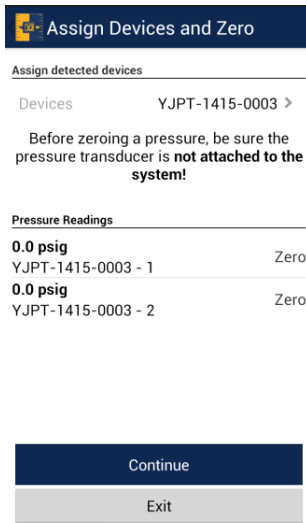 Assign Devices and Zero
Assign detected devices
Devices YJPT-1415-0003 >
Before zeroing a pressure, be sure the
pressure transducer is not attached to the
system!
Pressure Readings
0.0 psig
YJPT-1415-0003 - 1 Zero
0.0 psig
YJPT-1415-0003 - 2 Zero
Continue
Exit